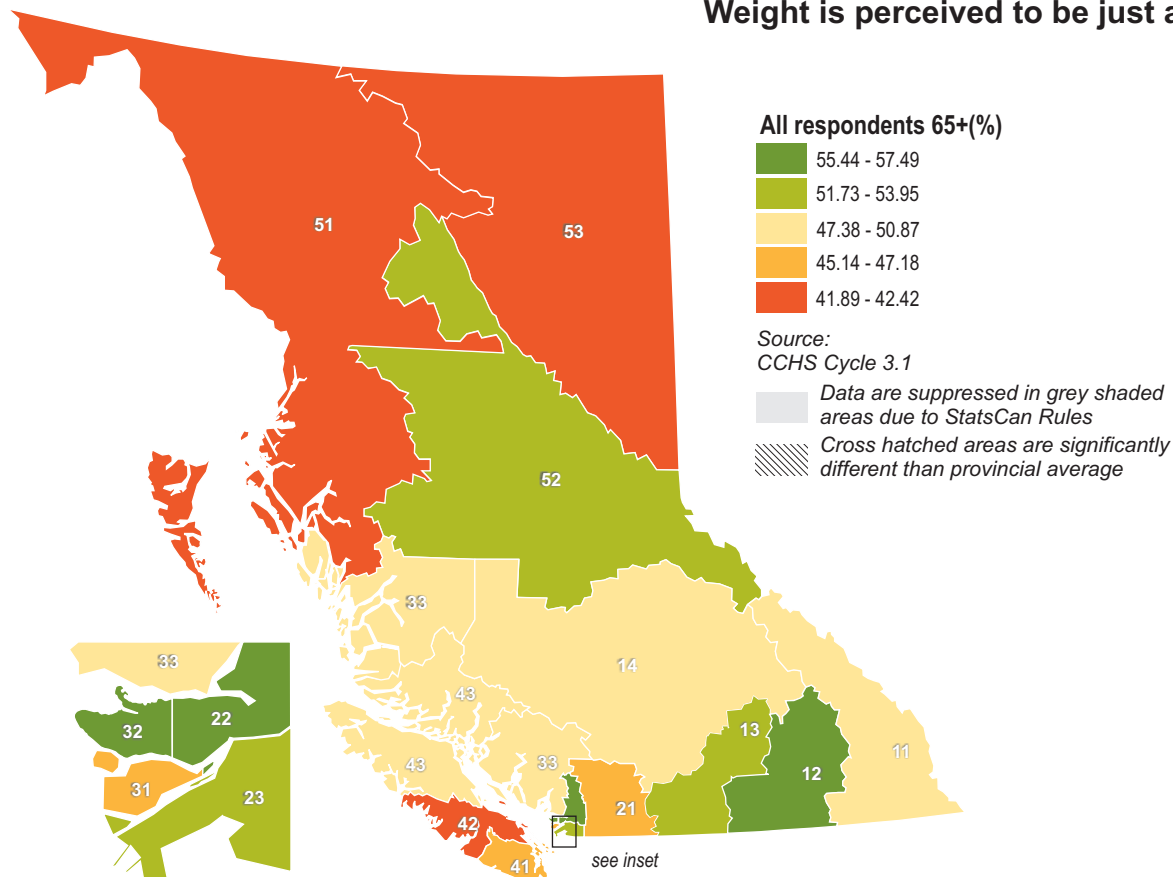 Weight is perceived to be just a
All respondents 65+(%)
55.44 - 57.49
51.73 - 53.95
47.38 - 50.87
45.14 - 47.18
41.89 - 42.42
Source:
CCHS Cycle 3.1
Data are suppressed in grey shaded
areas due to StatsCan Rules
Cross hatched areas are significantly
different than provincial average
51
53
52
33
14
43
13
11
43
33
12
21
42
41
see inset
33
32
22
31
23